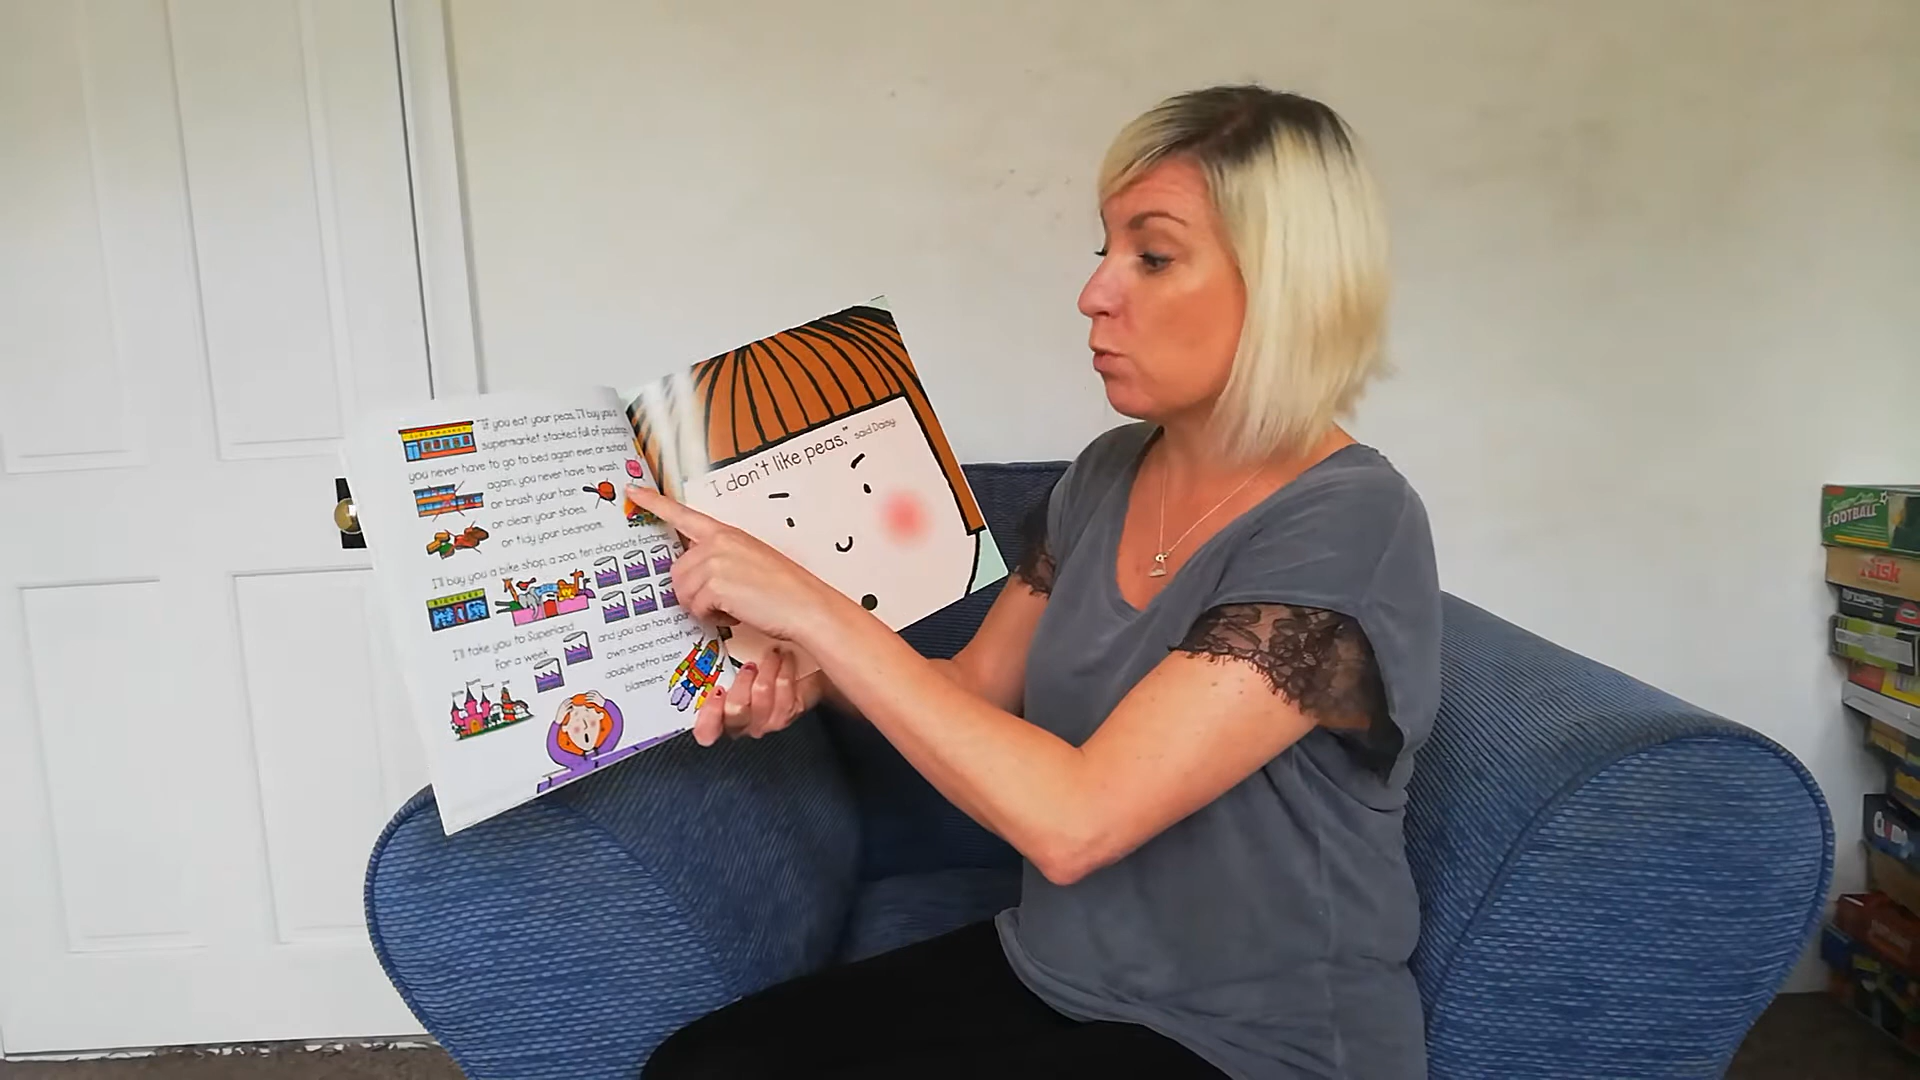 "If you eat your peas, I'll buy you a
SUPERMARKET
supermarket stacked full of puddings,
you never have to go to bed again ever, or school
again, you never have to wash,
or brush your hair,
or clean your shoes,
or tidy your bedroom.
I'll buy you a bike shop, a zoo, ten chocolate factories,
BICYCLES
I'll take you to Superland
for a week
and you can have your
own space rocket with
double retro laser
blammers."
"I don't like peas," said Daisy.
FOOTBALL
Risk